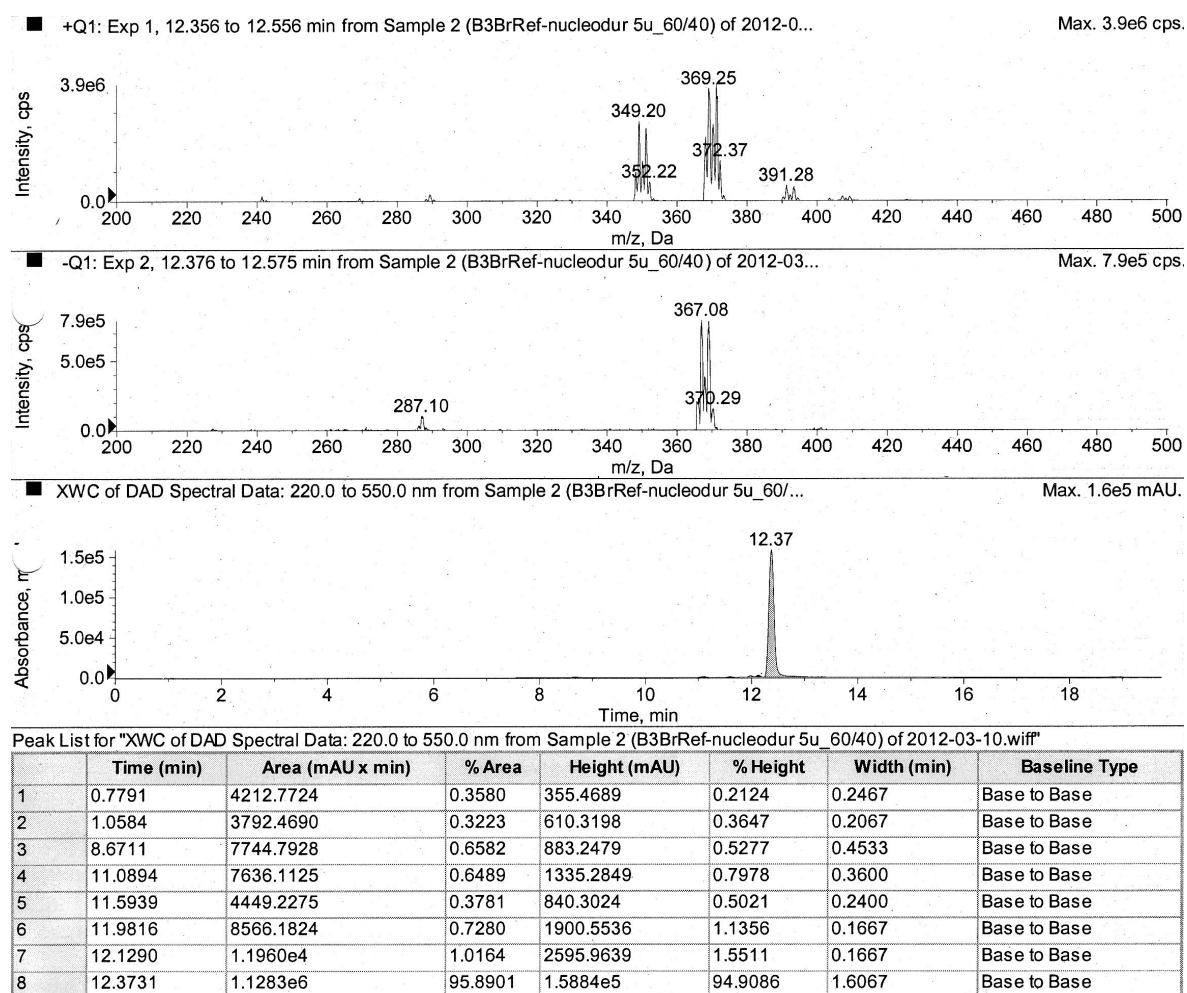 +Q1: Exp 1, 12.356 to 12.556 min from Sample 2 (B3BrRef-nucleodur 5u_60/40) of 2012-0... Max. 3.9e6 cps.
369.25
3.9e6
349.20
372.37
352.22
391.28
0.0
Intensity, cps
200 220 240 260 280 300 320 340 360 380 400 420 440 460 480 500
m/z, Da
-Q1: Exp 2, 12.376 to 12.575 min from Sample 2 (B3BrRef-nucleodur 5u_60/40) of 2012-03... Max. 7.9e5 cps.
367.08
7.9e5
5.0e5
370.29
287.10
0.0
Intensity, cps
200 220 240 260 280 300 320 340 360 380 400 420 440 460 480 500
m/z, Da
XWC of DAD Spectral Data: 220.0 to 550.0 nm from Sample 2 (B3BrRef-nucleodur 5u_60/... Max. 1.6e5 mAU.
12.37
1.5e5
1.0e5
5.0e4
0.0
Absorbance,
0 2 4 6 8 10 12 14 16 18
Time, min
Peak List for "XWC of DAD Spectral Data: 220.0 to 550.0 nm from Sample 2 (B3BrRef-nucleodur 5u_60/40) of 2012-03-10.wiff"
Time (min) Area (mAU x min) % Area Height (mAU) % Height Width (min) Baseline Type
1 0.7791 4212.7724 0.3580 355.4689 0.2124 0.2467 Base to Base
2 1.0584 3792.4690 0.3223 610.3198 0.3647 0.2067 Base to Base
3 8.6711 7744.7928 0.6582 883.2479 0.5277 0.4533 Base to Base
4 11.0894 7636.1125 0.6489 1335.2849 0.7978 0.3600 Base to Base
5 11.5939 4449.2275 0.3781 840.3024 0.5021 0.2400 Base to Base
6 11.9816 8566.1824 0.7280 1900.5536 1.1356 0.1667 Base to Base
7 12.1290 1.1960e4 1.0164 2595.9639 1.5511 0.1667 Base to Base
8 12.3731 1.1283e6 95.8901 1.5884e5 94.9086 1.6067 Base to Base